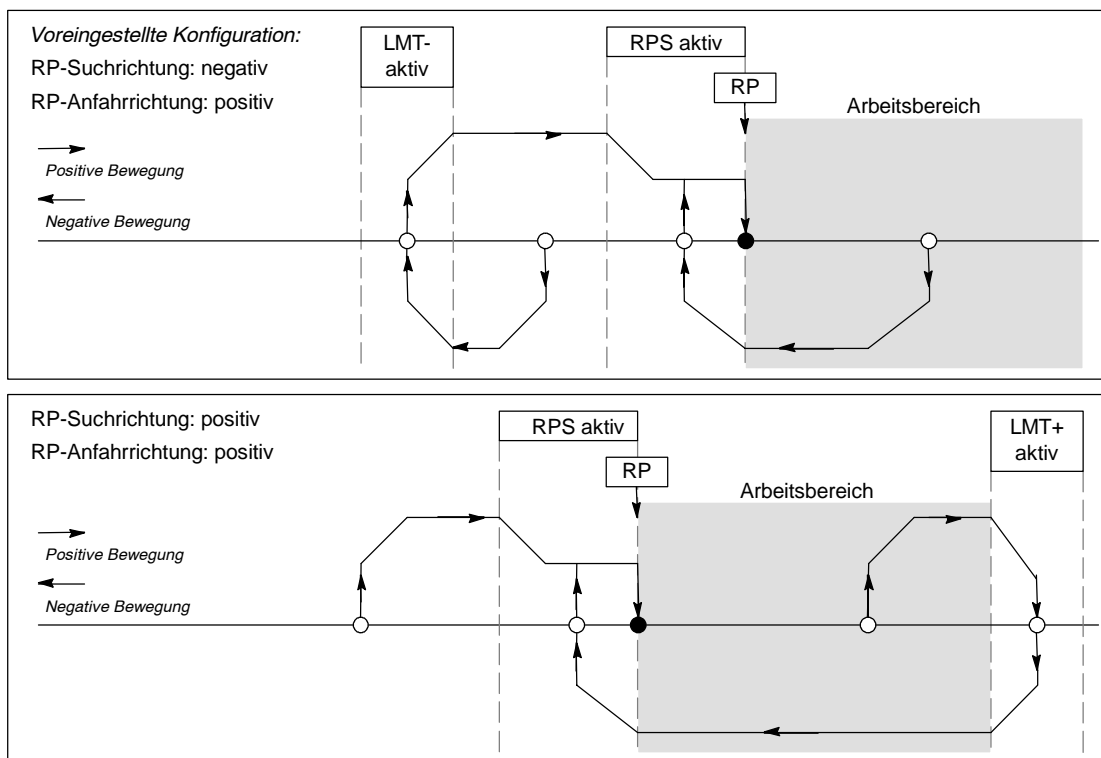 Voreingestellte Konfiguration:
RP-Suchrichtung: negativ
RP-Anfahrrichtung: positiv
LMT-
aktiv
RPS aktiv
RP
Arbeitsbereich
Positive Bewegung
Negative Bewegung
RP-Suchrichtung: positiv
RP-Anfahrrichtung: positiv
RPS aktiv
RP
LMT+
aktiv
Arbeitsbereich
Positive Bewegung
Negative Bewegung